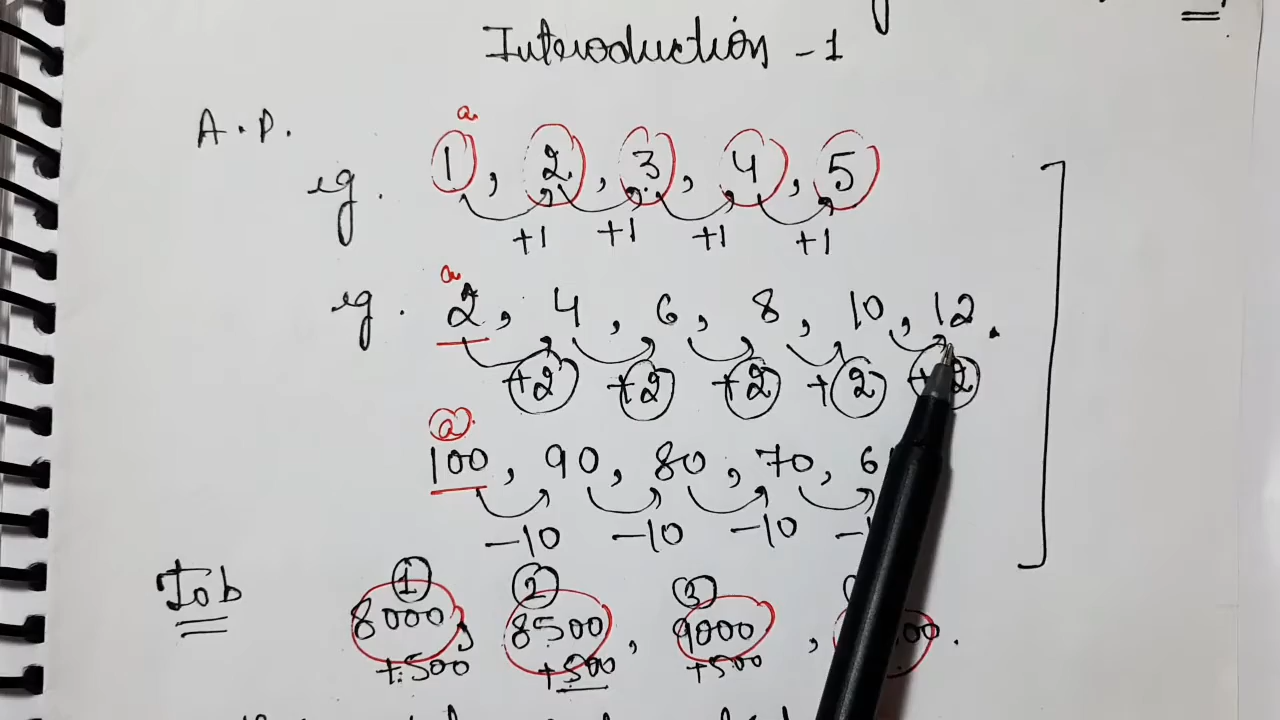 Introduction - 1
A.P.
a
eg. 1, 2, 3, 4, 5
+1 +1 +1 +1
a
eg. 2, 4, 6, 8, 10, 12.
+2 +2 +2 +2 +2
a
100, 90, 80, 70,
-10 -10 -10
1 2 3
Job 8000, 8500, 9000,
+500 +500 +500